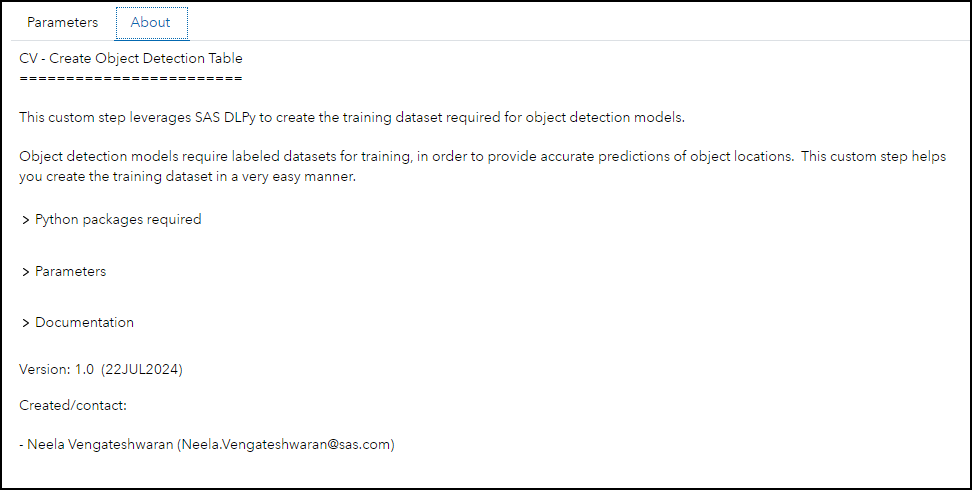 Parameters About
CV - Create Object Detection Table
========================
This custom step leverages SAS DLPy to create the training dataset required for object detection models.
Object detection models require labeled datasets for training, in order to provide accurate predictions of object locations.  This custom step helps
you create the training dataset in a very easy manner.
> Python packages required
> Parameters
> Documentation
Version: 1.0  (22JUL2024)
Created/contact:
- Neela Vengateshwaran (Neela.Vengateshwaran@sas.com)